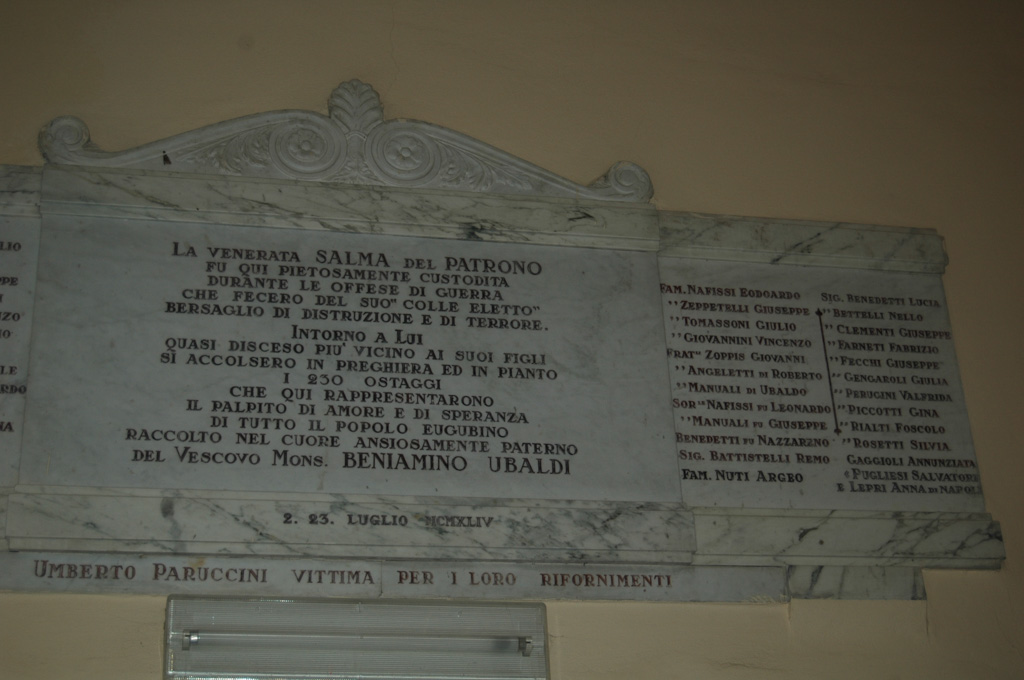 LA VENERATA SALMA DEL PATRONO
FU QUI PIETOSAMENTE CUSTODITA
DURANTE LE OFFESE DI GUERRA
CHE FECERO DEL SUO "COLLE ELETTO"
BERSAGLIO DI DISTRUZIONE E DI TERRORE.
INTORNO A LUI
QUASI DISCESO PIU' VICINO AI SUOI FIGLI
SI ACCOLSERO IN PREGHIERA ED IN PIANTO
I 230 OSTAGGI
CHE QUI RAPPRESENTARONO
IL PALPITO DI AMORE E DI SPERANZA
DI TUTTO IL POPOLO EUGUBINO
RACCOLTO NEL CUORE ANSIOSAMENTE PATERNO
DEL VESCOVO MONS. BENIAMINO UBALDI
2. 23. LUGLIO MCMXLIV
UMBERTO PARUCCINI VITTIMA PER I LORO RIFORNIMENTI
FAM. NAFISSI EDOARDO
" ZEPPETELLI GIUSEPPE
" TOMASSONI GIULIO
" GIOVANNINI VINCENZO
FRAT" ZOPPIS GIOVANNI
" ANGELETTI DI ROBERTO
" MANUALI DI UBALDO
SOR" NAFISSI FU LEONARDO
" MANUALI FU GIUSEPPE
BENEDETTI FU NAZZARENO
SIG. BATTISTELLI REMO
FAM. NUTI ARGEO
SIG. BENEDETTI LUCIA
" BETTELLI NELLO
" CLEMENTI GIUSEPPE
" FARNETI FABRIZIO
" FECCHI GIUSEPPE
" GENGAROLI GIULIA
" PERUGINI VALFRIDA
" PICCOTTI GINA
" RIALTI FOSCOLO
" ROSETTI SILVIA
GAGGIOLI ANNUNZIATA
" PUGLIESI SALVATORE
E LEPRI ANNA DI NAPOLI